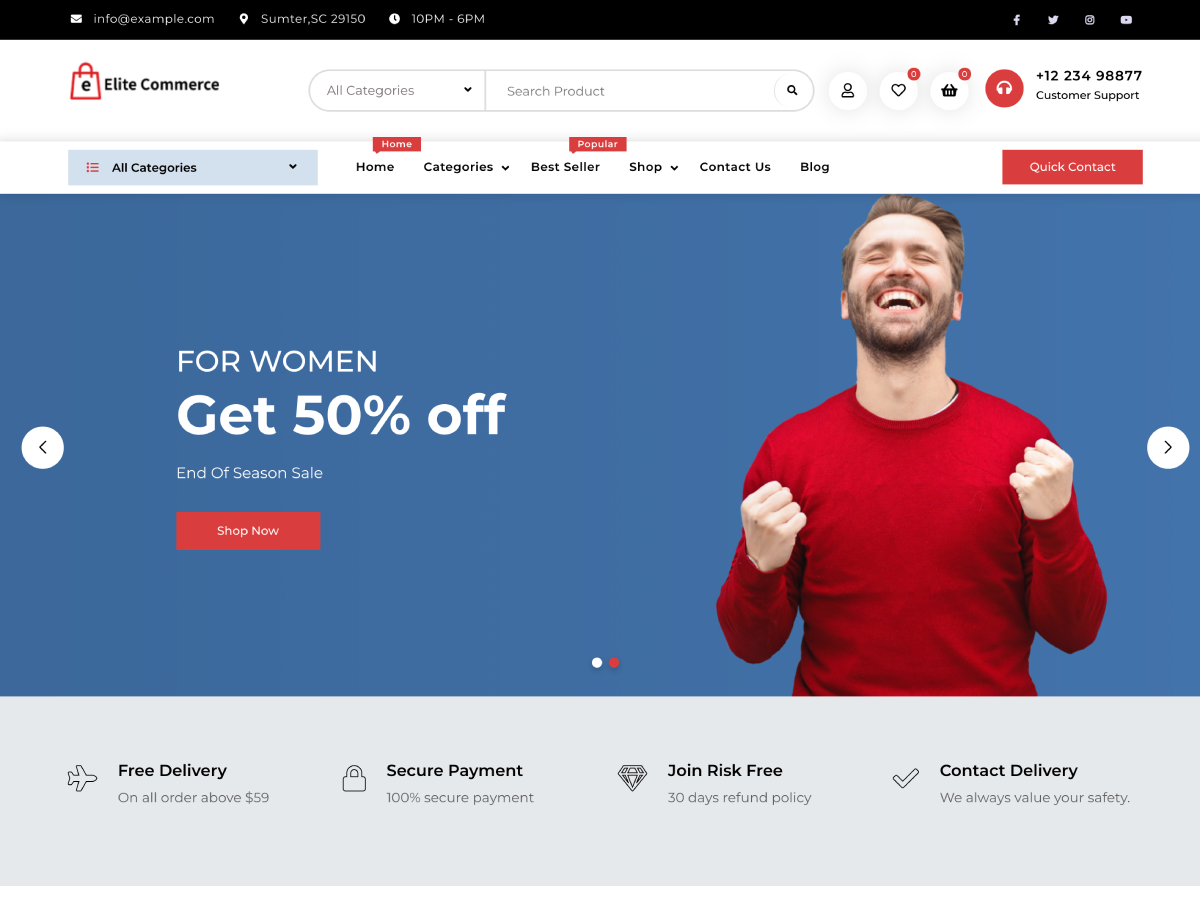 info@example.com Sumter,SC 29150 10PM - 6PM
e Elite Commerce
All Categories
Search Product
0
0
+12 234 98877
Customer Support
All Categories
Home
Popular
Home Categories Best Seller Shop Contact Us Blog
Quick Contact
FOR WOMEN
Get 50% off
End Of Season Sale
Shop Now
Free Delivery
On all order above $59
Secure Payment
100% secure payment
Join Risk Free
30 days refund policy
Contact Delivery
We always value your safety.